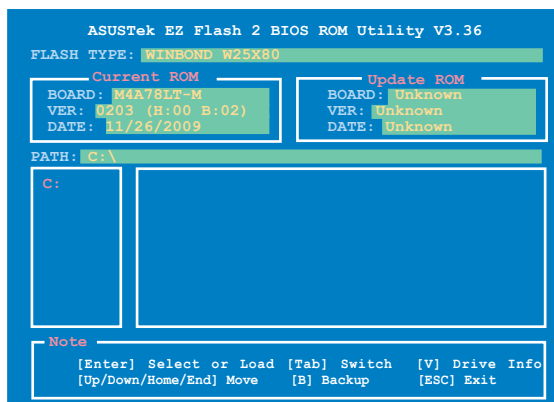 ASUSTek EZ Flash 2 BIOS ROM Utility V3.36
FLASH TYPE: WINBOND W25X80
Current ROM
BOARD: M4A78LT-M
VER: 0203 (H:00 B:02)
DATE: 11/26/2009
Update ROM
BOARD: Unknown
VER: Unknown
DATE: Unknown
PATH: C:\
C:
Note
[Enter] Select or Load [Tab] Switch [V] Drive Info
[Up/Down/Home/End] Move [B] Backup [ESC] Exit